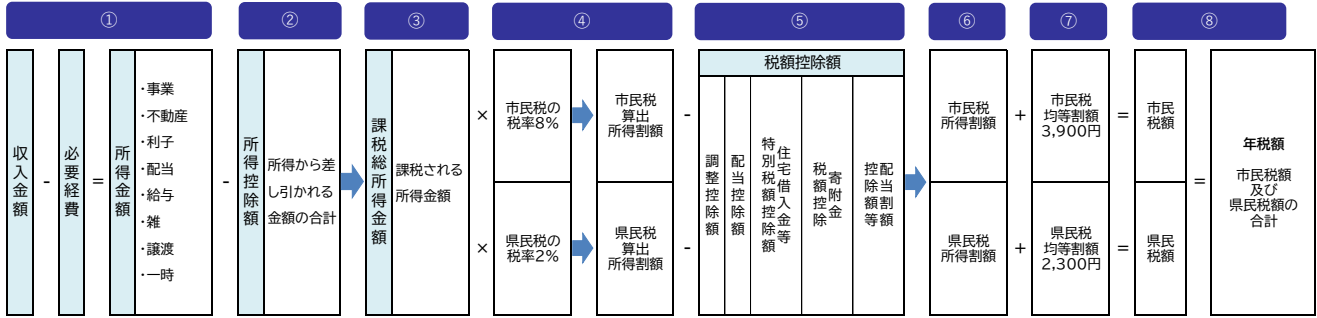 ①
②
③
④
⑤
⑥
⑦
⑧
収入金額
-
必要経費
=
所得金額
・事業
・不動産
・利子
・配当
・給与
・雑
・譲渡
・一時
-
所得控除額
所得から差
し引かれる
金額の合計
課税総所得金額
課税される
所得金額
×
市民税の
税率8%
市民税
算出
所得割額
-
×
県民税の
税率2%
県民税
算出
所得割額
-
税額控除額
調整控除額
配当控除額
住宅借入金等
特別税額控除額
寄附金
税額控除
配当割額
控除額等
市民税
所得割額
+
市民税
均等割額
3,900円
=
市民
税額
県民税
所得割額
+
県民税
均等割額
2,300円
=
県民
税額
=
年税額
市民税額
及び
県民税額の
合計